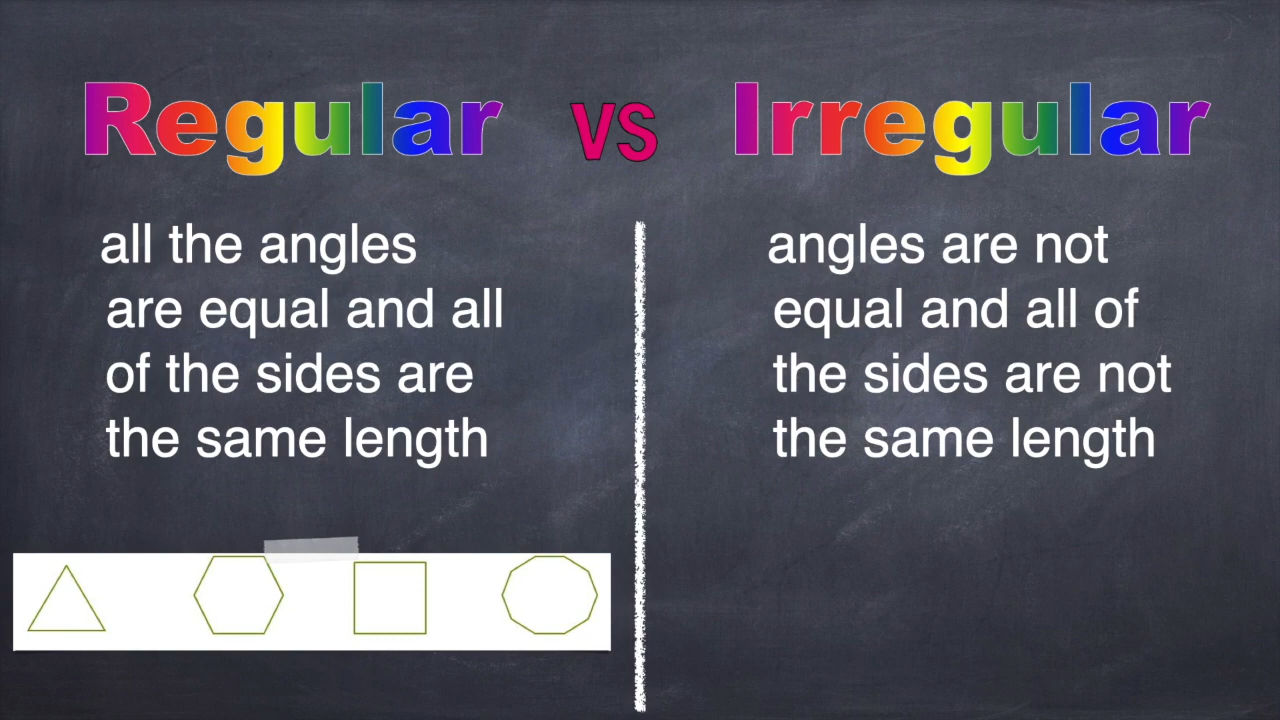 Regular vs Irregular
all the angles
are equal and all
of the sides are
the same length
angles are not
equal and all of
the sides are not
the same length